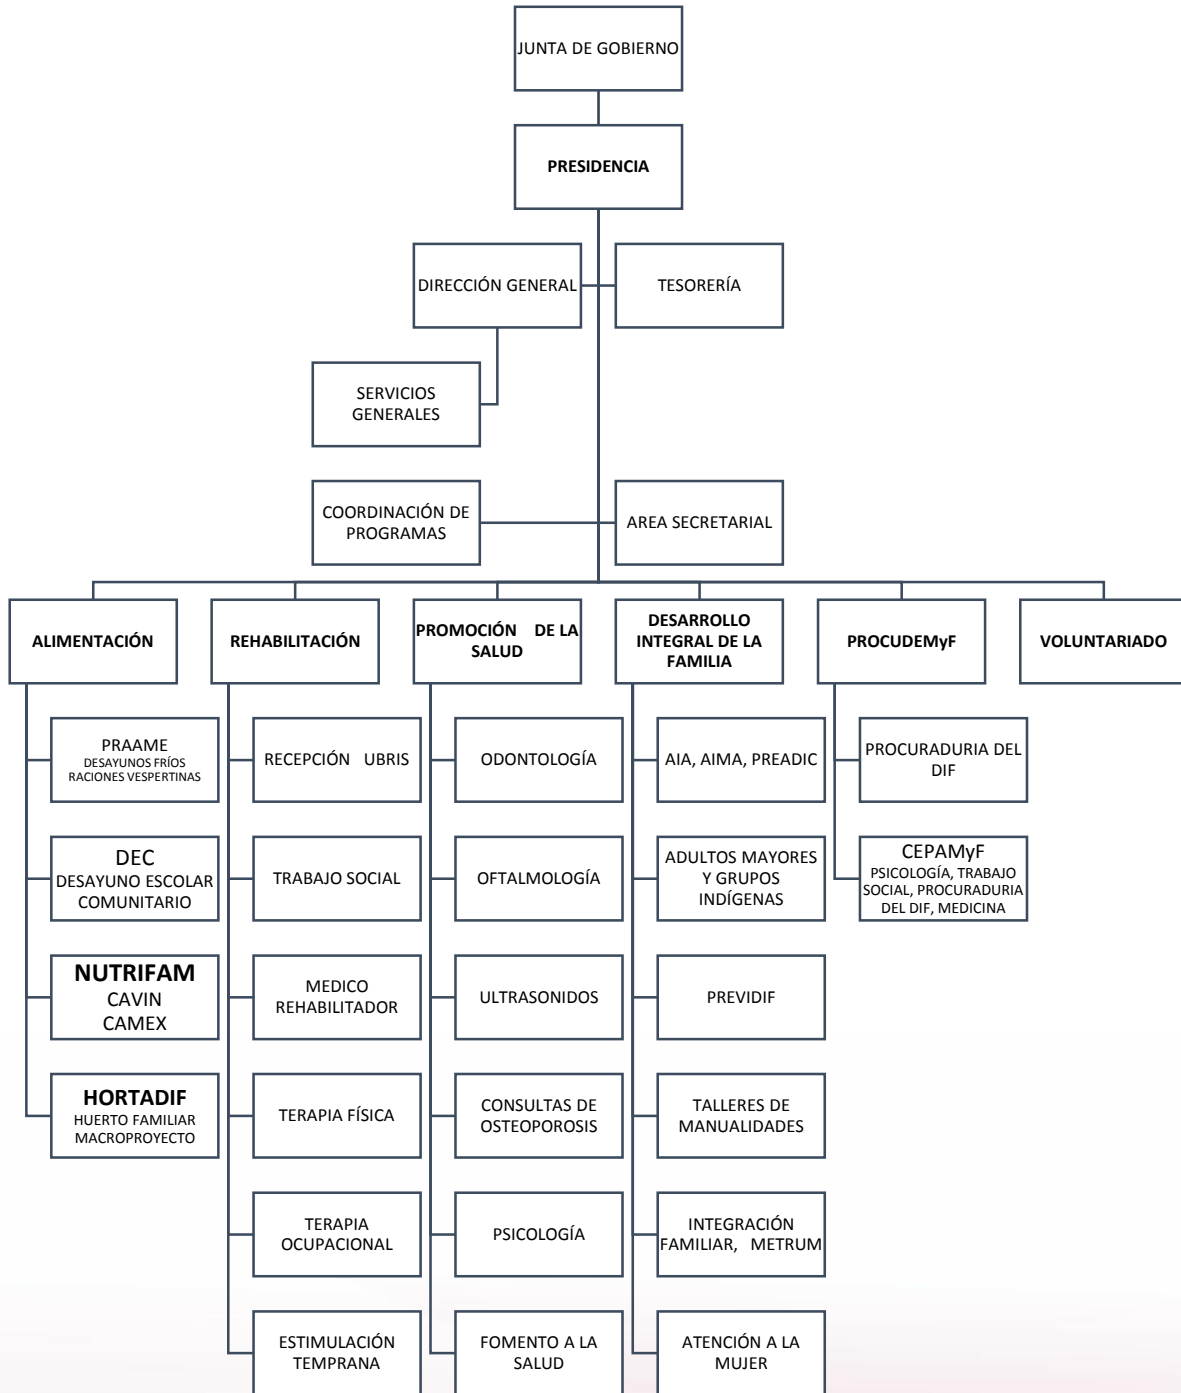 JUNTA DE GOBIERNO
PRESIDENCIA
DIRECCIÓN GENERAL
TESORERÍA
SERVICIOS
GENERALES
COORDINACIÓN DE
PROGRAMAS
AREA SECRETARIAL
ALIMENTACIÓN
PRAAME
DESAYUNOS FRÍOS
RACIONES VESPERTINAS
DEC
DESAYUNO ESCOLAR
COMUNITARIO
NUTRIFAM
CAVIN
CAMEX
HORTADIF
HUERTO FAMILIAR
MACROPROYECTO
REHABILITACIÓN
RECEPCIÓN UBRIS
TRABAJO SOCIAL
MEDICO
REHABILITADOR
TERAPIA FÍSICA
TERAPIA
OCUPACIONAL
ESTIMULACIÓN
TEMPRANA
PROMOCIÓN DE LA
SALUD
ODONTOLOGÍA
OFTALMOLOGÍA
ULTRASONIDOS
CONSULTAS DE
OSTEOPOROSIS
PSICOLOGÍA
FOMENTO A LA
SALUD
DESARROLLO
INTEGRAL DE LA
FAMILIA
AIA, AIMA, PREADIC
ADULTOS MAYORES
Y GRUPOS
INDÍGENAS
PREVIDIF
TALLERES DE
MANUALIDADES
INTEGRACIÓN
FAMILIAR, METRUM
ATENCIÓN A LA
MUJER
PROCUDEMyF
PROCURADURIA DEL
DIF
CEPAMyF
PSICOLOGÍA, TRABAJO
SOCIAL, PROCURADURIA
DEL DIF, MEDICINA
VOLUNTARIADO